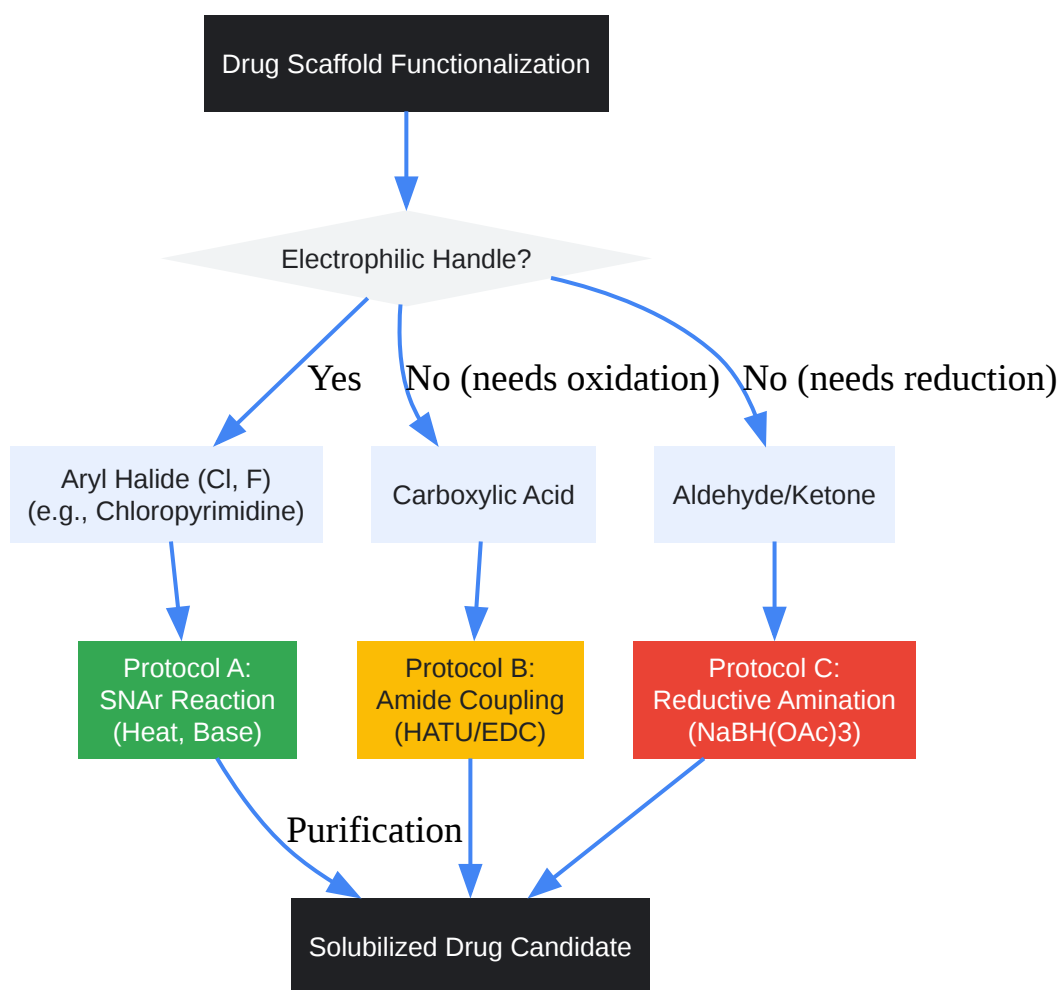 Drug Scaffold Functionalization
Electrophilic Handle?
Yes
No (needs oxidation)
No (needs reduction)
Aryl Halide (Cl, F)
(e.g., Chloropyrimidine)
Carboxylic Acid
Aldehyde/Ketone
Protocol A:
SNAr Reaction
(Heat, Base)
Protocol B:
Amide Coupling
(HATU/EDC)
Protocol C:
Reductive Amination
(NaBH(OAc)3)
Purification
Solubilized Drug Candidate